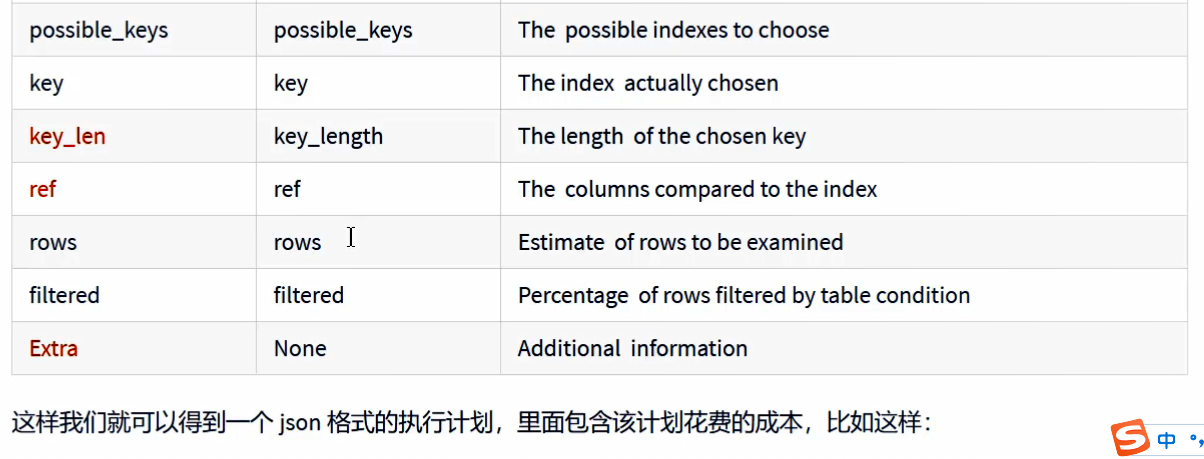 possible_keys possible_keys The possible indexes to choose
key key The index actually chosen
key_len key_length The length of the chosen key
ref ref The columns compared to the index
rows rows Estimate of rows to be examined
filtered filtered Percentage of rows filtered by table condition
Extra None Additional information
这样我们就可以得到一个 json 格式的执行计划，里面包含该计划花费的成本，比如这样：
S 中 °,